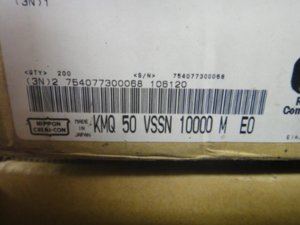 (3N)1
<QTY> 200 <S/N> 754077300068
(3N)2 754077300068 106120
NIPPON CHEMI-CON MADE IN JAPAN KMQ 50 VSSN 10000 M E0
Com